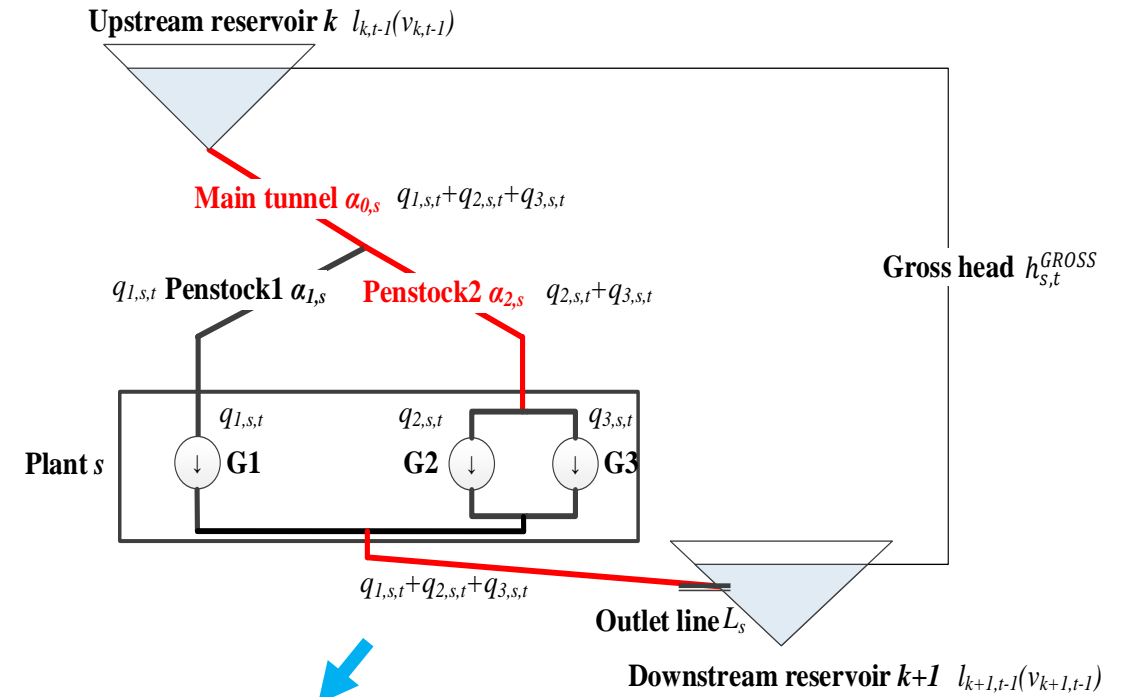 Upstream reservoir k l_{k,t-1}(v_{k,t-1})
Main tunnel α_{0,s} q_{1,s,t}+q_{2,s,t}+q_{3,s,t}
Gross head h_{s,t}^{GROSS}
q_{1,s,t} Penstock1 α_{1,s} Penstock2 α_{2,s} q_{2,s,t}+q_{3,s,t}
q_{1,s,t} q_{2,s,t} q_{3,s,t}
Plant s ↓ G1 G2 ↓ ↓ G3
q_{1,s,t}+q_{2,s,t}+q_{3,s,t}
Outlet line L_s
Downstream reservoir k+1 l_{k+1,t-1}(v_{k+1,t-1})